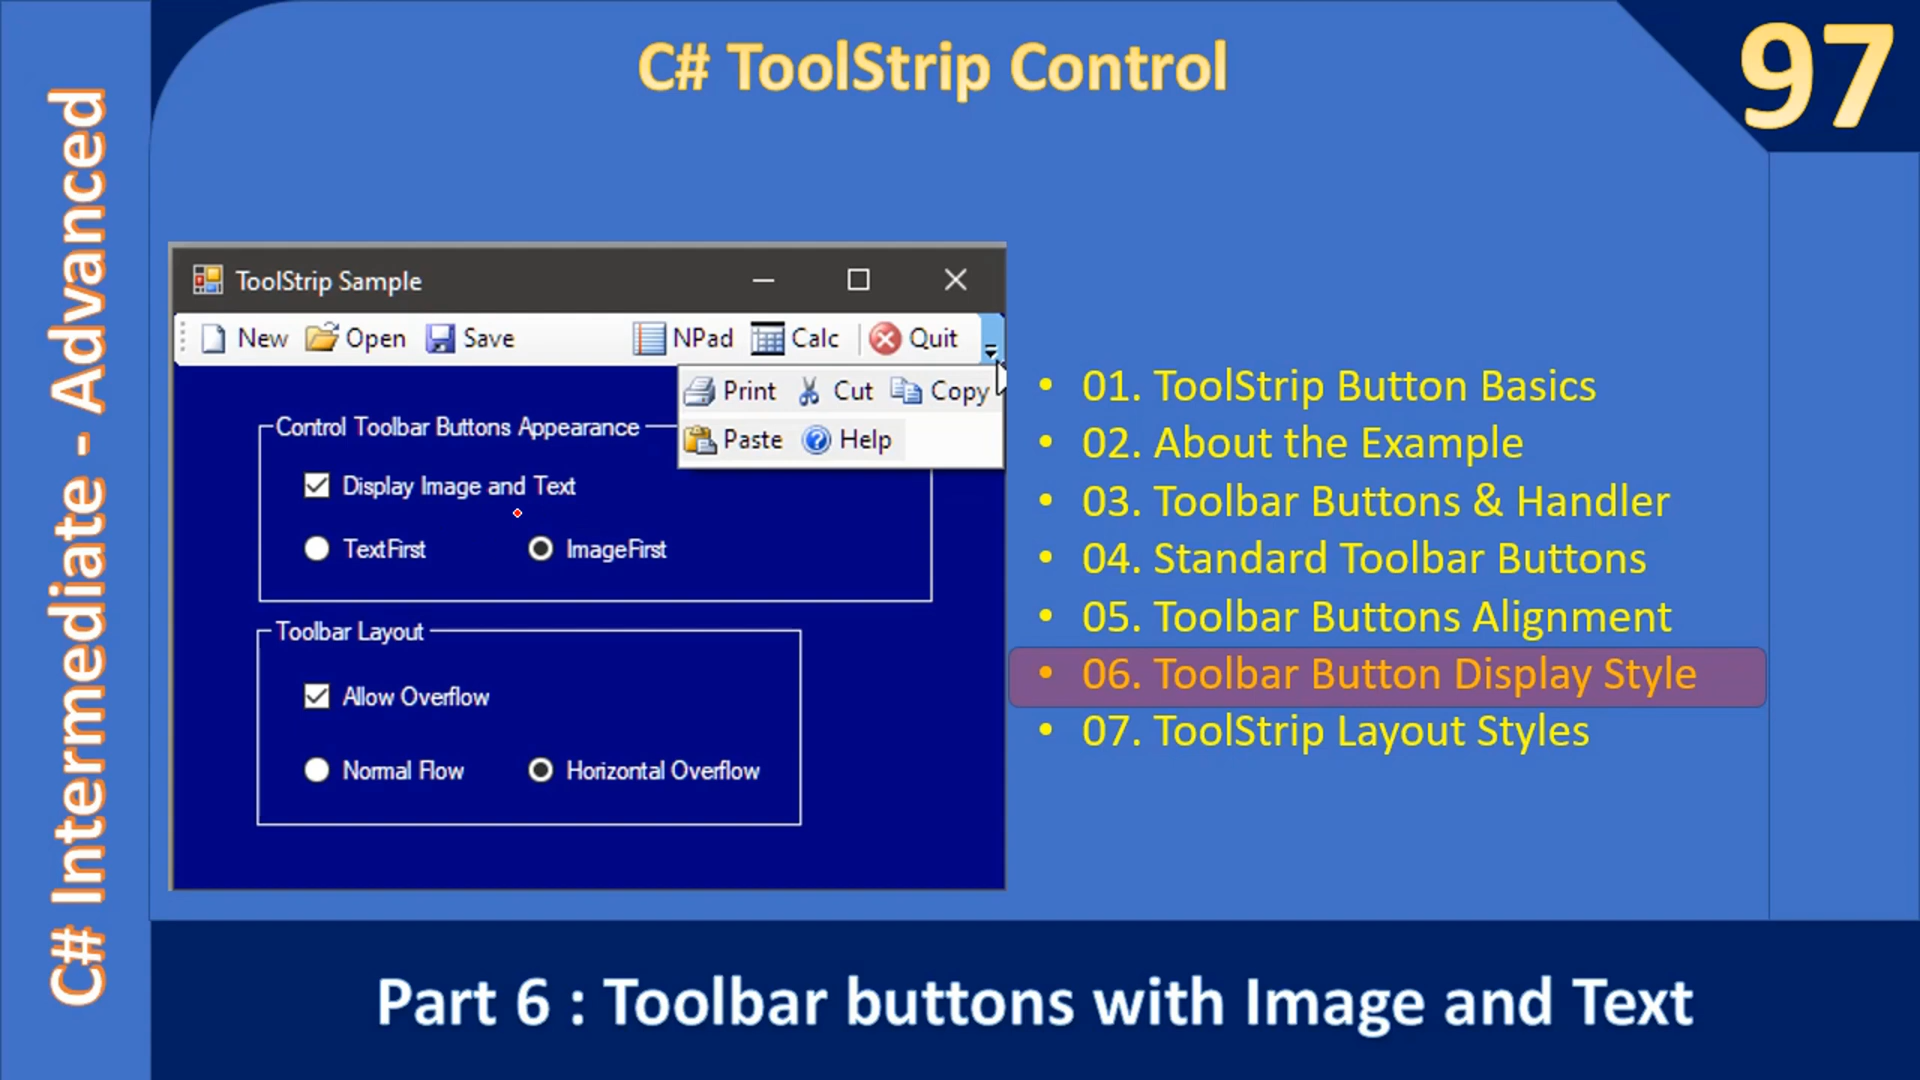 C# ToolStrip Control
97
C# Intermediate - Advanced
ToolStrip Sample
New Open Save NPad Calc Quit
Print Cut Copy
Paste Help
Control Toolbar Buttons Appearance
Display Image and Text
TextFirst ImageFirst
Toolbar Layout
Allow Overflow
Normal Flow Horizontal Overflow
• 01. ToolStrip Button Basics
• 02. About the Example
• 03. Toolbar Buttons & Handler
• 04. Standard Toolbar Buttons
• 05. Toolbar Buttons Alignment
• 06. Toolbar Button Display Style
• 07. ToolStrip Layout Styles
Part 6 : Toolbar buttons with Image and Text